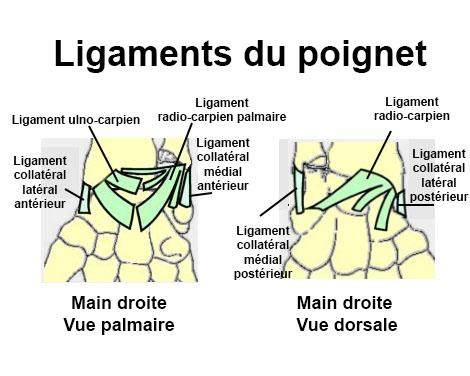 Ligaments du poignet
Ligament ulno-carpien
Ligament
radio-carpien palmaire
Ligament
collatéral
latéral
antérieur
Ligament
collatéral
médial
antérieur
Main droite
Vue palmaire
Ligament
radio-carpien
Ligament
collatéral
latéral
postérieur
Ligament
collatéral
médial
postérieur
Main droite
Vue dorsale